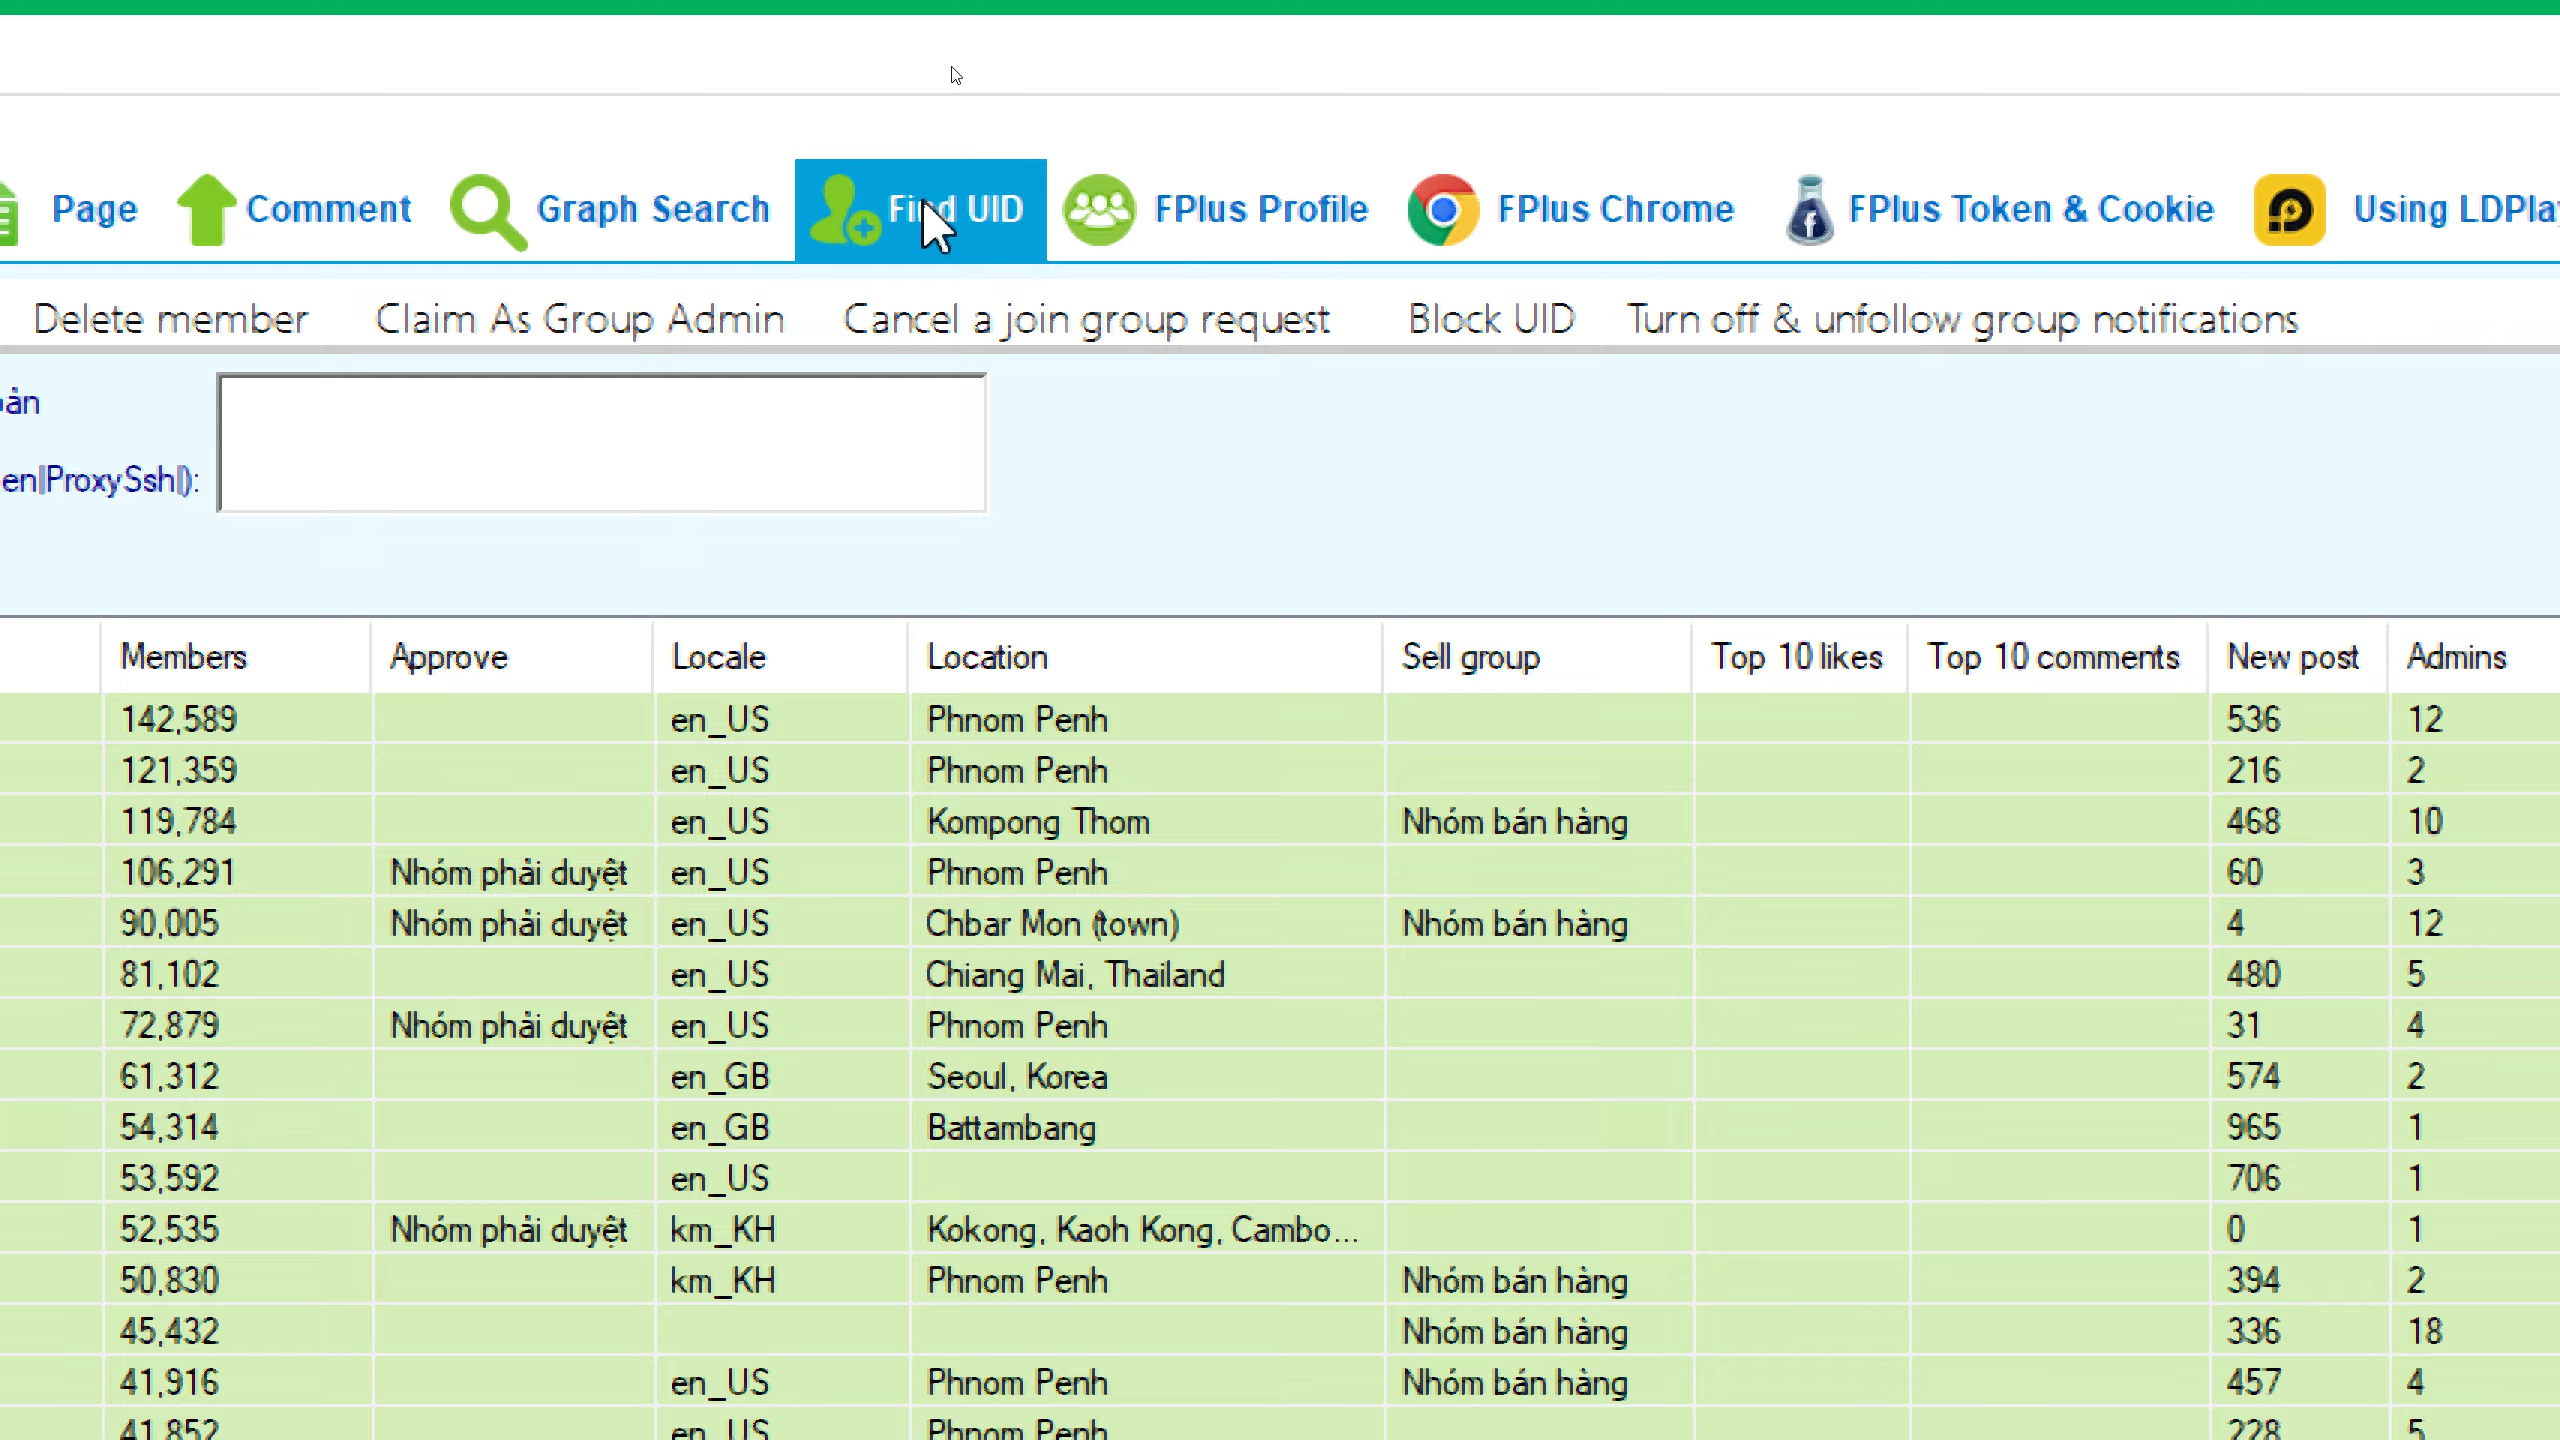 Page Comment Graph Search Find UID FPlus Profile FPlus Chrome FPlus Token & Cookie Using LDPlay
Delete member Claim As Group Admin Cancel a join group request Block UID Turn off & unfollow group notifications
ản
en|ProxySsh|):
Members Approve Locale Location Sell group Top 10 likes Top 10 comments New post Admins
142,589 en_US Phnom Penh 536 12
121,359 en_US Phnom Penh 216 2
119,784 en_US Kompong Thom Nhóm bán hàng 468 10
106,291 Nhóm phải duyệt en_US Phnom Penh 60 3
90,005 Nhóm phải duyệt en_US Chbar Mon (town) Nhóm bán hàng 4 12
81,102 en_US Chiang Mai, Thailand 480 5
72,879 Nhóm phải duyệt en_US Phnom Penh 31 4
61,312 en_GB Seoul, Korea 574 2
54,314 en_GB Battambang 965 1
53,592 en_US 706 1
52,535 Nhóm phải duyệt km_KH Kokong, Kaoh Kong, Cambo... 0 1
50,830 km_KH Phnom Penh Nhóm bán hàng 394 2
45,432 Nhóm bán hàng 336 18
41,916 en_US Phnom Penh Nhóm bán hàng 457 4
41,852 en_US Phnom Penh 228 5